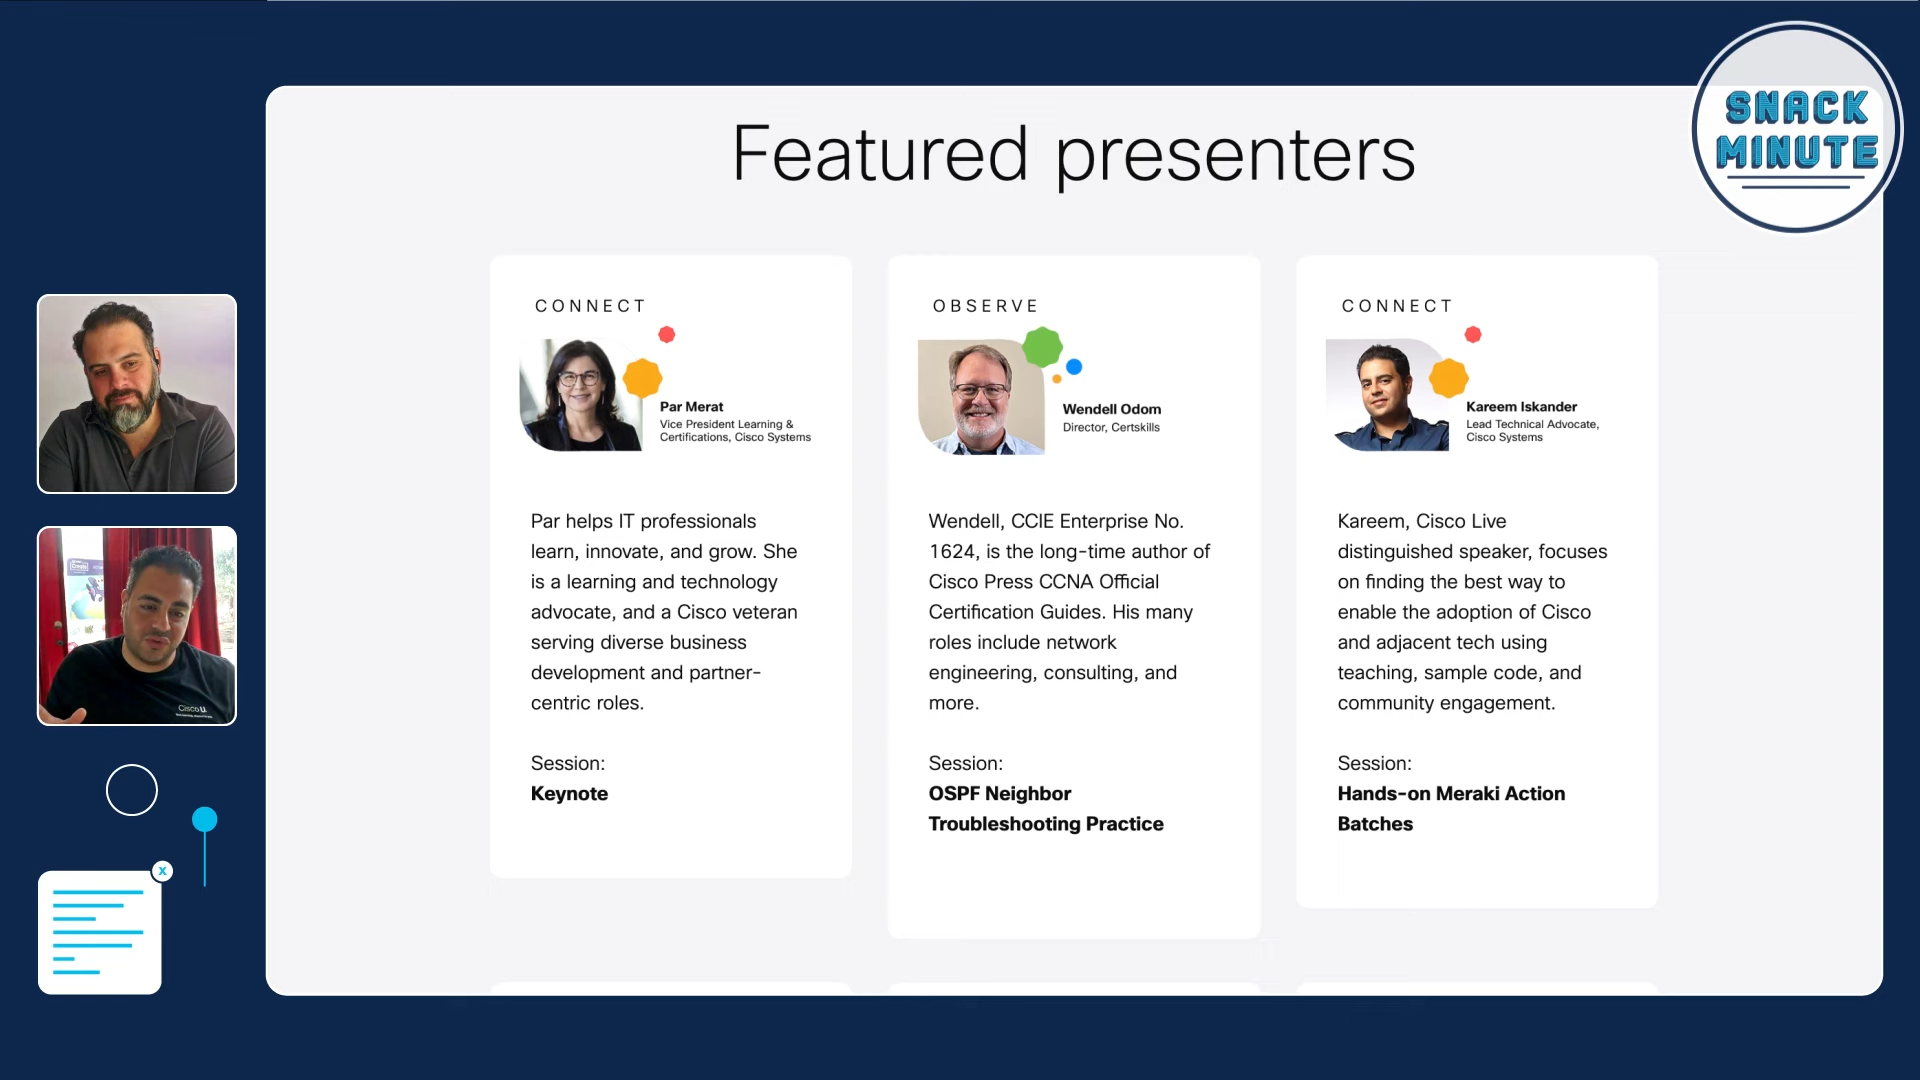 SNACK
MINUTE
Featured presenters
CONNECT
Par Merat
Vice President Learning &
Certifications, Cisco Systems
Par helps IT professionals
learn, innovate, and grow. She
is a learning and technology
advocate, and a Cisco veteran
serving diverse business
development and partner-
centric roles.
Session:
Keynote
OBSERVE
Wendell Odom
Director, Certskills
Wendell, CCIE Enterprise No.
1624, is the long-time author of
Cisco Press CCNA Official
Certification Guides. His many
roles include network
engineering, consulting, and
more.
Session:
OSPF Neighbor
Troubleshooting Practice
CONNECT
Kareem Iskander
Lead Technical Advocate,
Cisco Systems
Kareem, Cisco Live
distinguished speaker, focuses
on finding the best way to
enable the adoption of Cisco
and adjacent tech using
teaching, sample code, and
community engagement.
Session:
Hands-on Meraki Action
Batches
Cisco U.
x